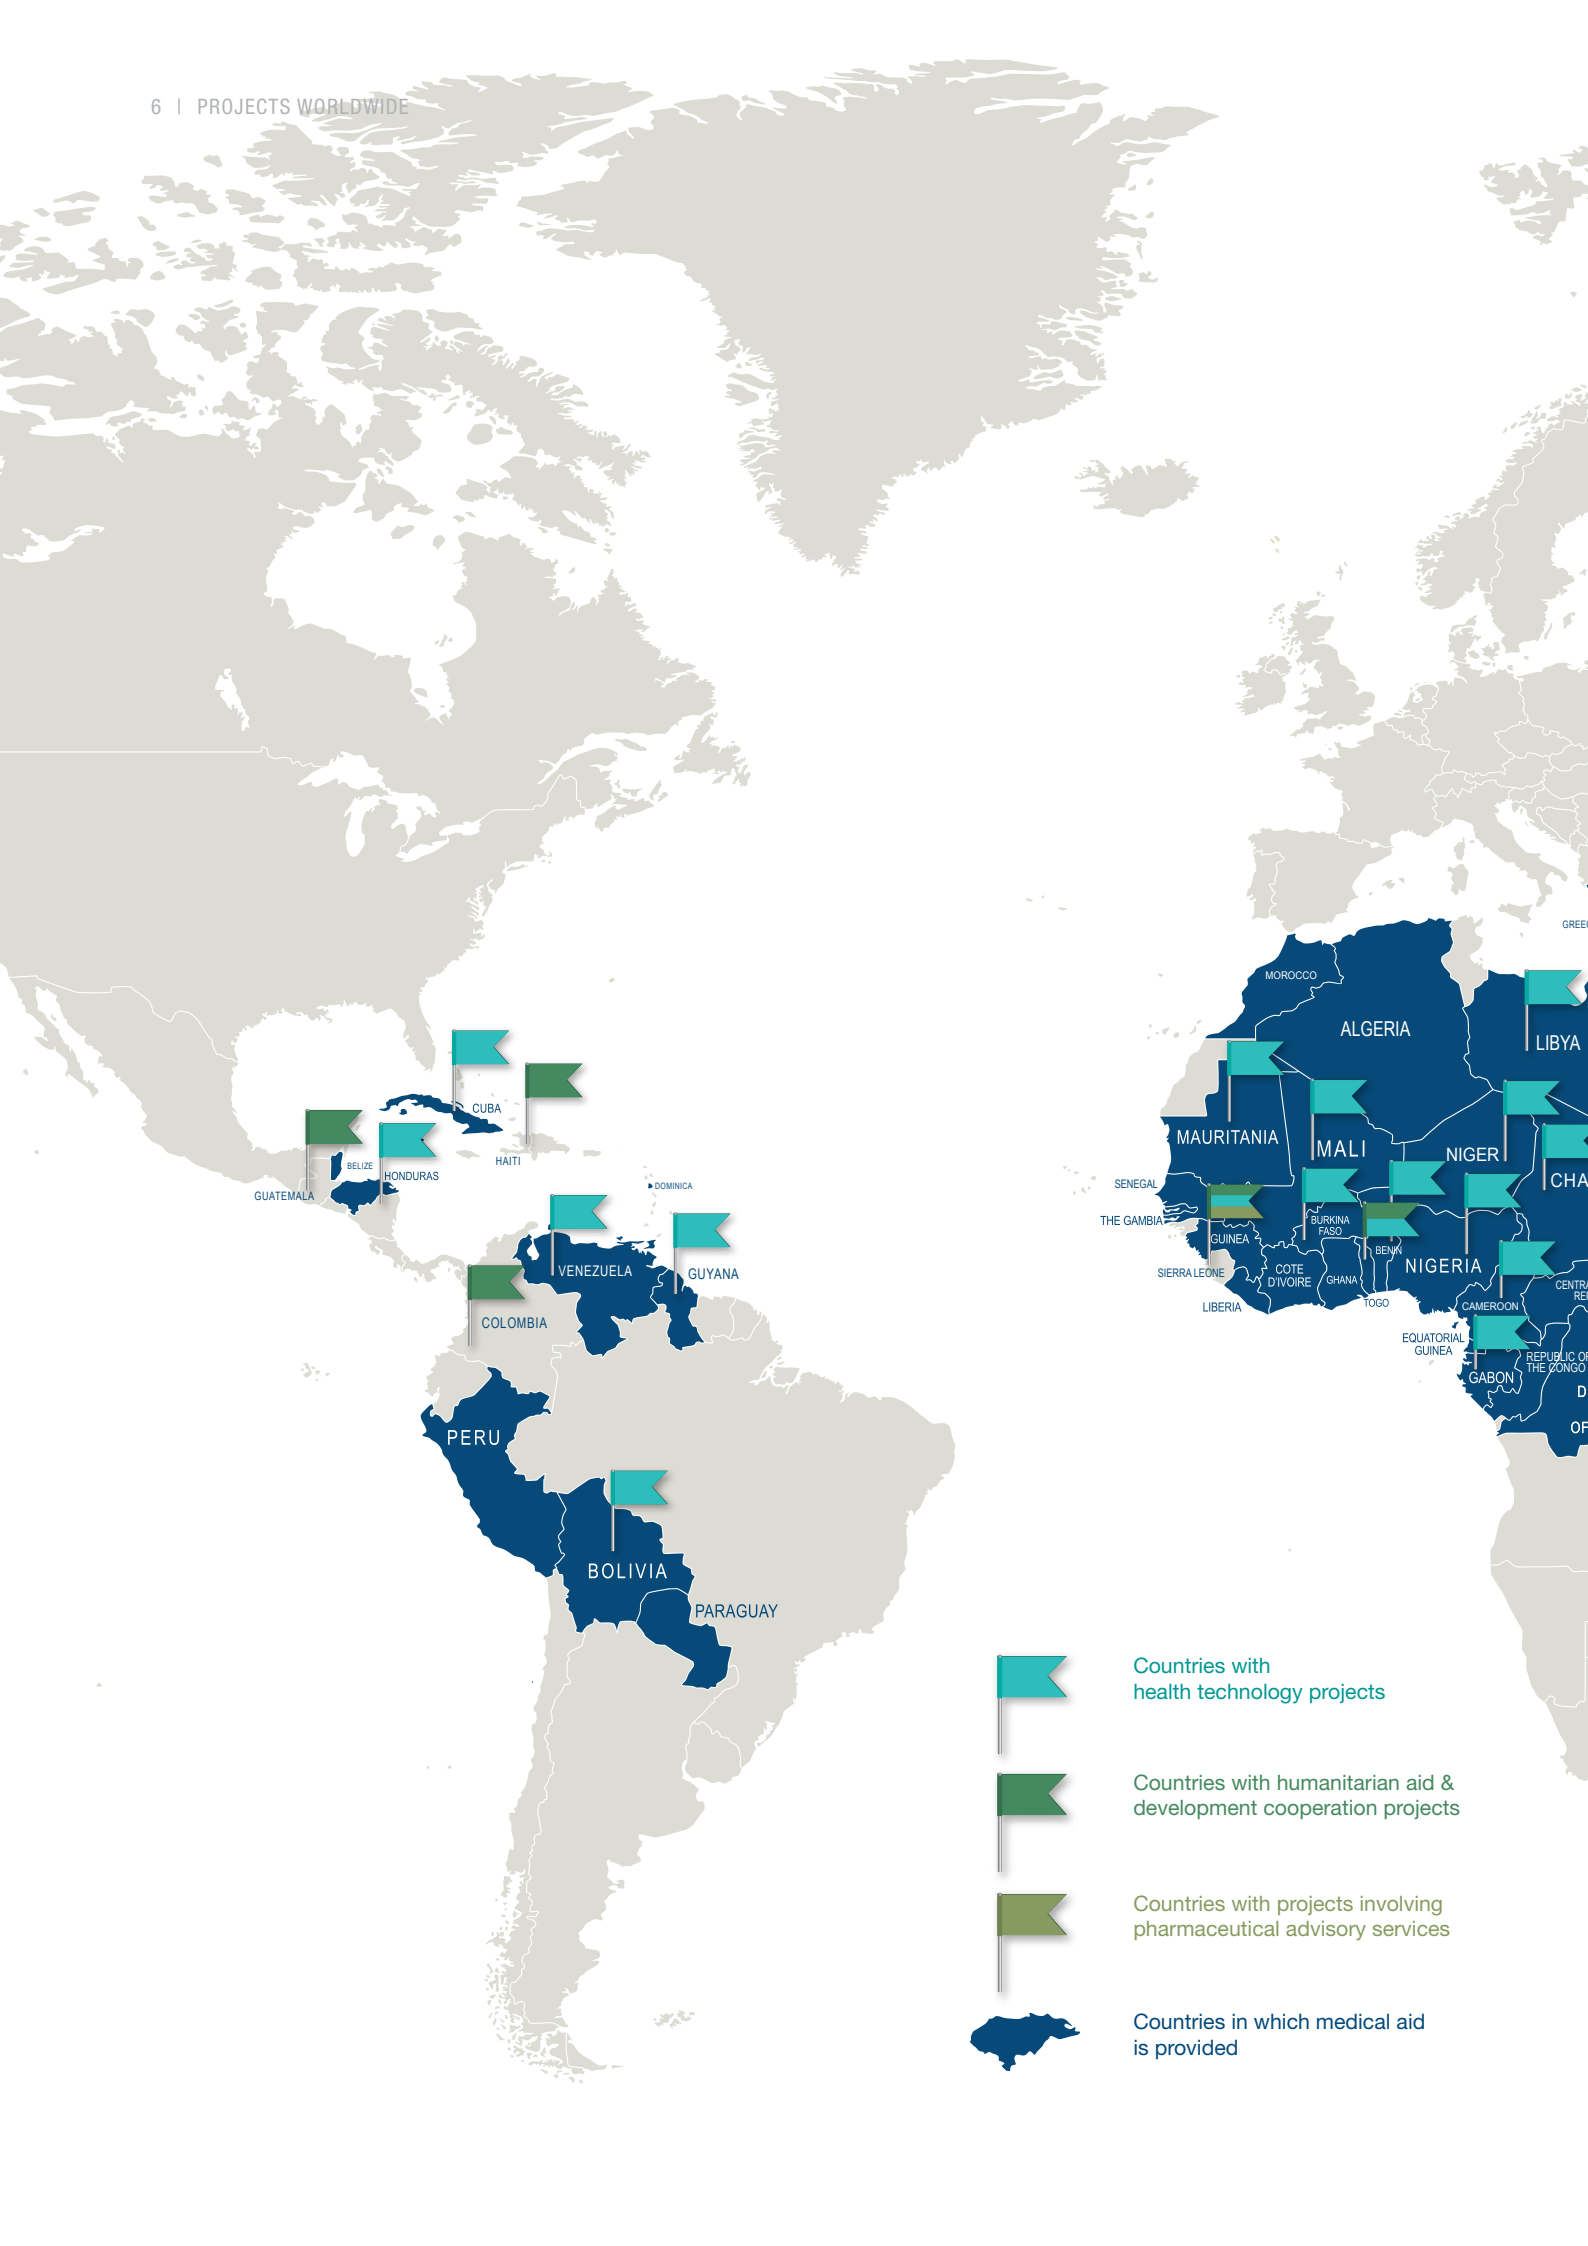 6 | PROJECTS WORLDWIDE
GREEC
MOROCCO
ALGERIA
LIBYA
CUBA
MAURITANIA
MALI
NIGER
HAITI
BELIZE
HONDURAS
GUATEMALA
DOMINICA
SENEGAL
CHA
THE GAMBIA
BURKINA
FASO
GUINEA
BENIN
NIGERIA
SIERRA LEONE
COTE
D'IVOIRE
GHANA
VENEZUELA
GUYANA
CENTRA
RE
LIBERIA
TOGO
CAMEROON
COLOMBIA
EQUATORIAL
GUINEA
REPUBLIC OF
THE CONGO
GABON
D
OF
PERU
BOLIVIA
PARAGUAY
Countries with
health technology projects
Countries with humanitarian aid &
development cooperation projects
Countries with projects involving
pharmaceutical advisory services
Countries in which medical aid
is provided